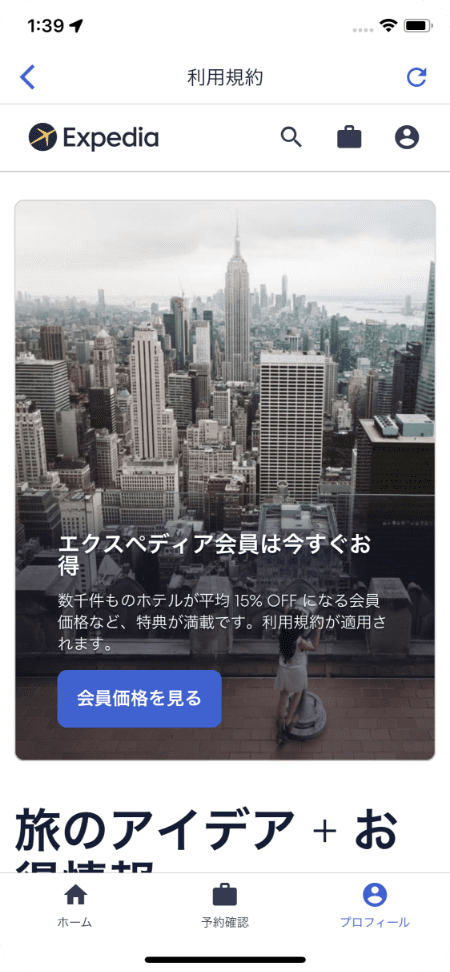 1:39
利用規約
Expedia
エクスペディア会員は今すぐお
得
数千件ものホテルが平均 15% OFF になる会員
価格など、特典が満載です。利用規約が適用さ
れます。
会員価格を見る
旅のアイデア + お
得情報
ホーム
予約確認
プロフィール